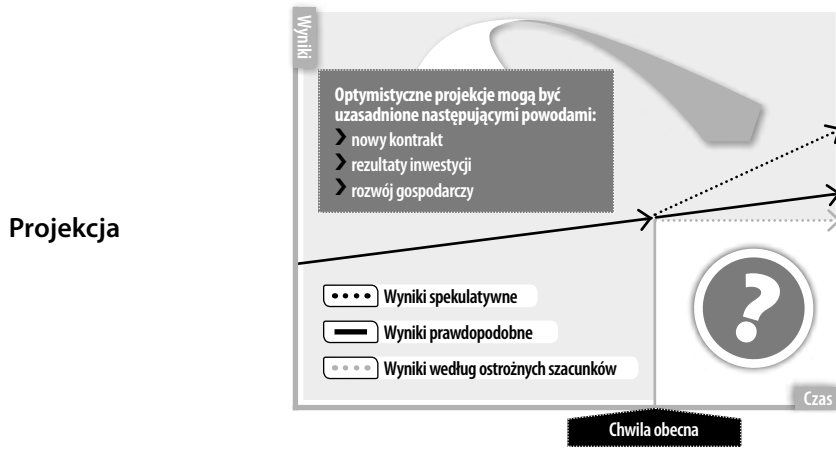 Projekcja
Wyniki
Optymistyczne projekcje mogą być
uzasadnione następującymi powodami:
nowy kontrakt
rezultaty inwestycji
rozwój gospodarczy
Wyniki spekulatywne
Wyniki prawdopodobne
Wyniki według ostrożnych szacunków
?
Czas
Chwila obecna